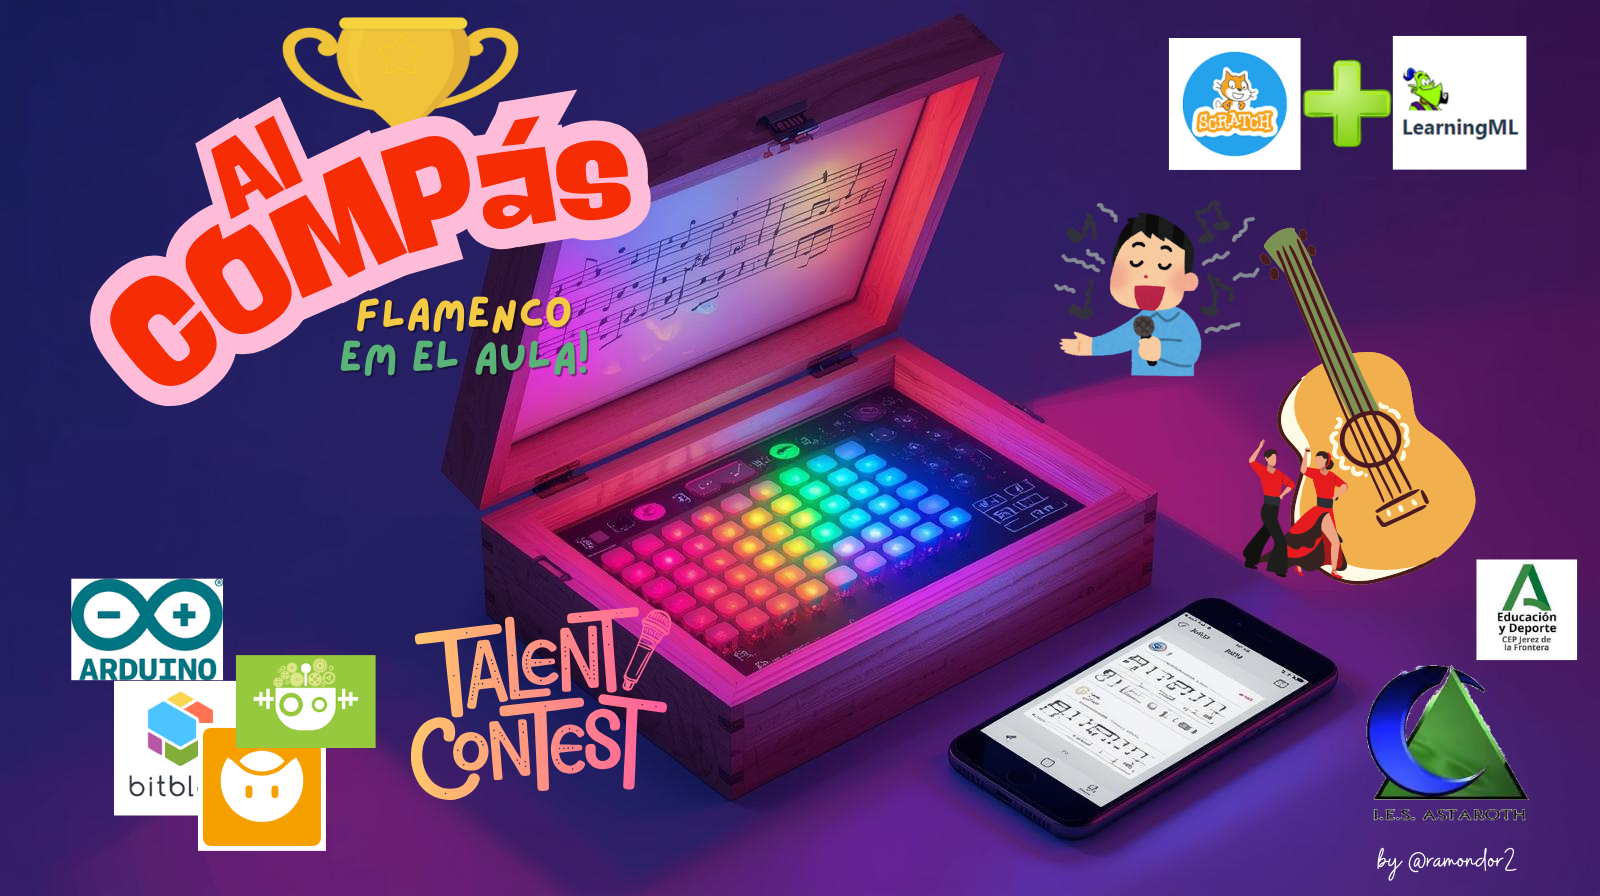 AI
COMPás
FLAMENCO
EM EL AULA!
SCRATCH
LearningML
ARDUINO
®
TALENT
CONTEST
Educación
y Deporte
CEP Jerez de
la Frontera
I.E.S. ASTAROTH
by @ramondor2